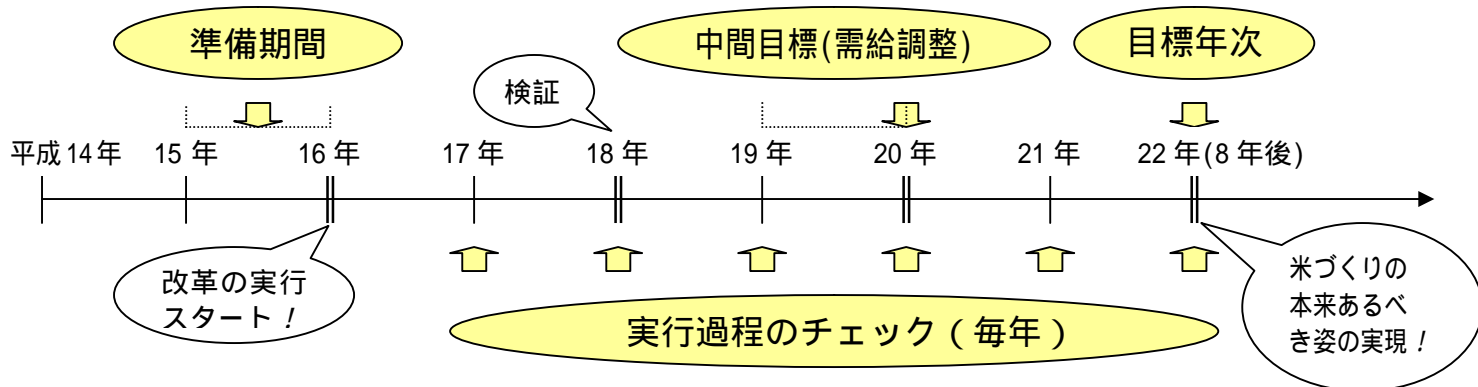 準備期間
中間目標(需給調整)
目標年次
検証
平成14年 15年 16年 17年 18年 19年 20年 21年 22年(8年後)
改革の実行
スタート!
実行過程のチェック(毎年)
米づくりの
本来あるべ
き姿の実現!